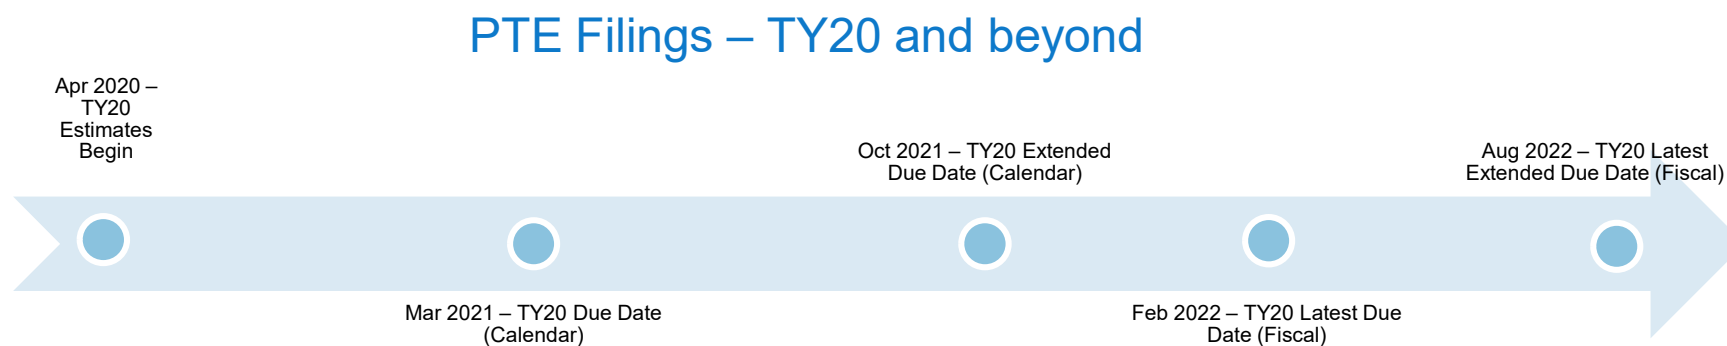 PTE Filings – TY20 and beyond
Apr 2020 –
TY20
Estimates
Begin
Oct 2021 – TY20 Extended
Due Date (Calendar)
Aug 2022 – TY20 Latest
Extended Due Date (Fiscal)
Mar 2021 – TY20 Due Date
(Calendar)
Feb 2022 – TY20 Latest Due
Date (Fiscal)